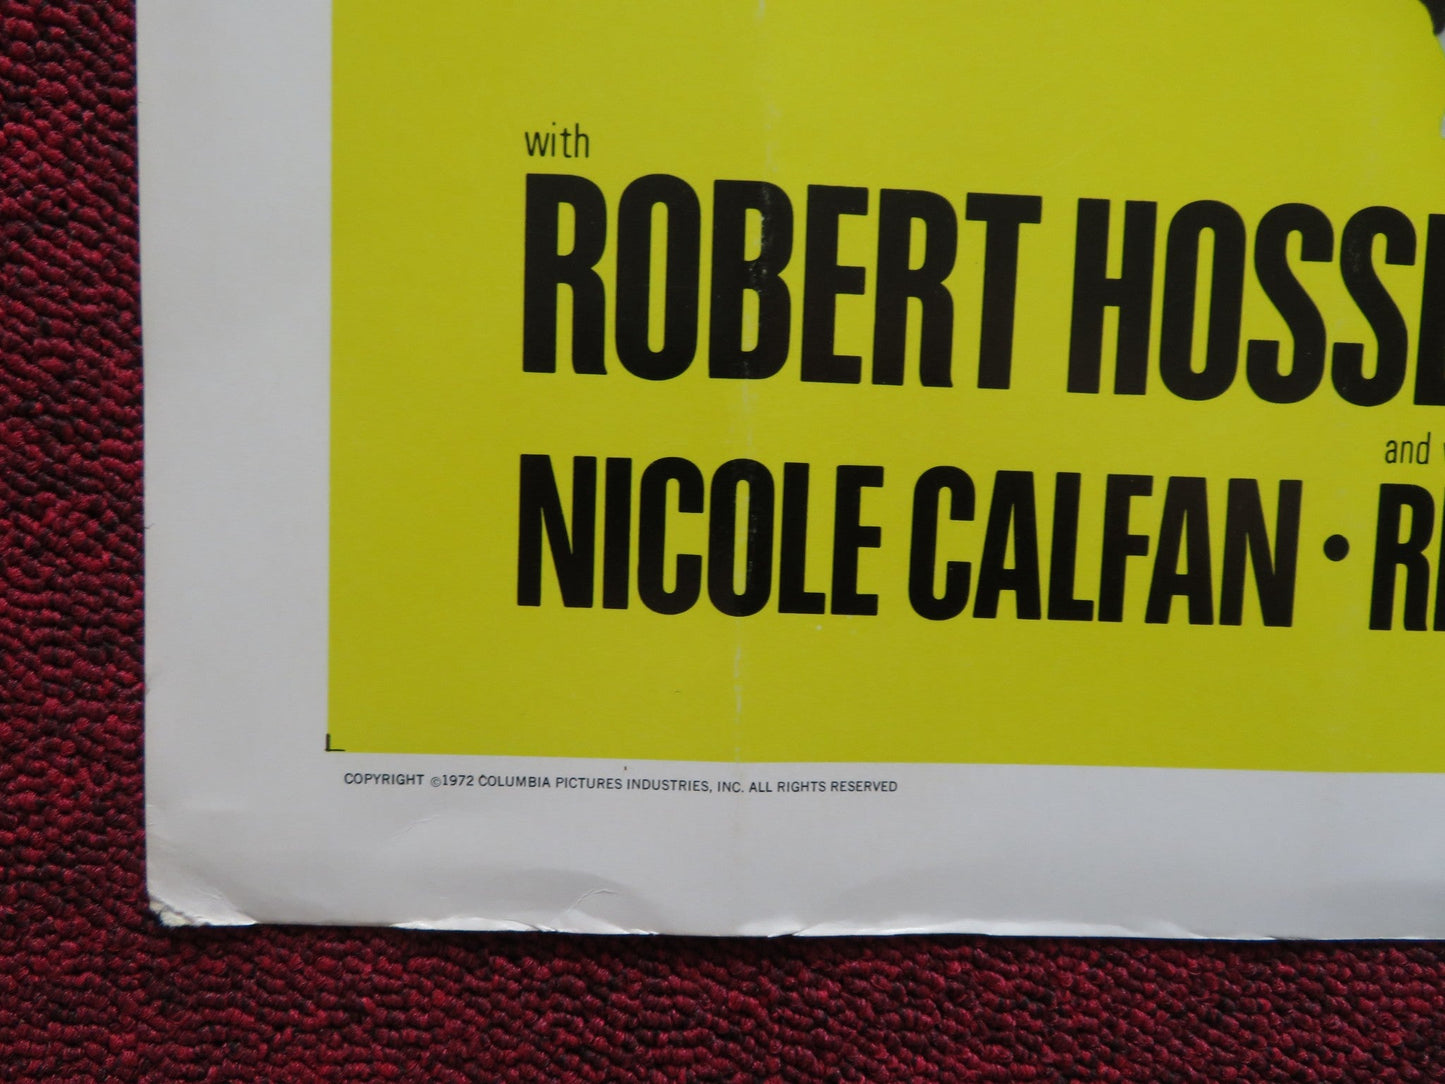 with
ROBERT HOSS
and
NICOLE CALFAN •
COPYRIGHT ©1972 COLUMBIA PICTURES INDUSTRIES, INC. ALL RIGHTS RESERVED